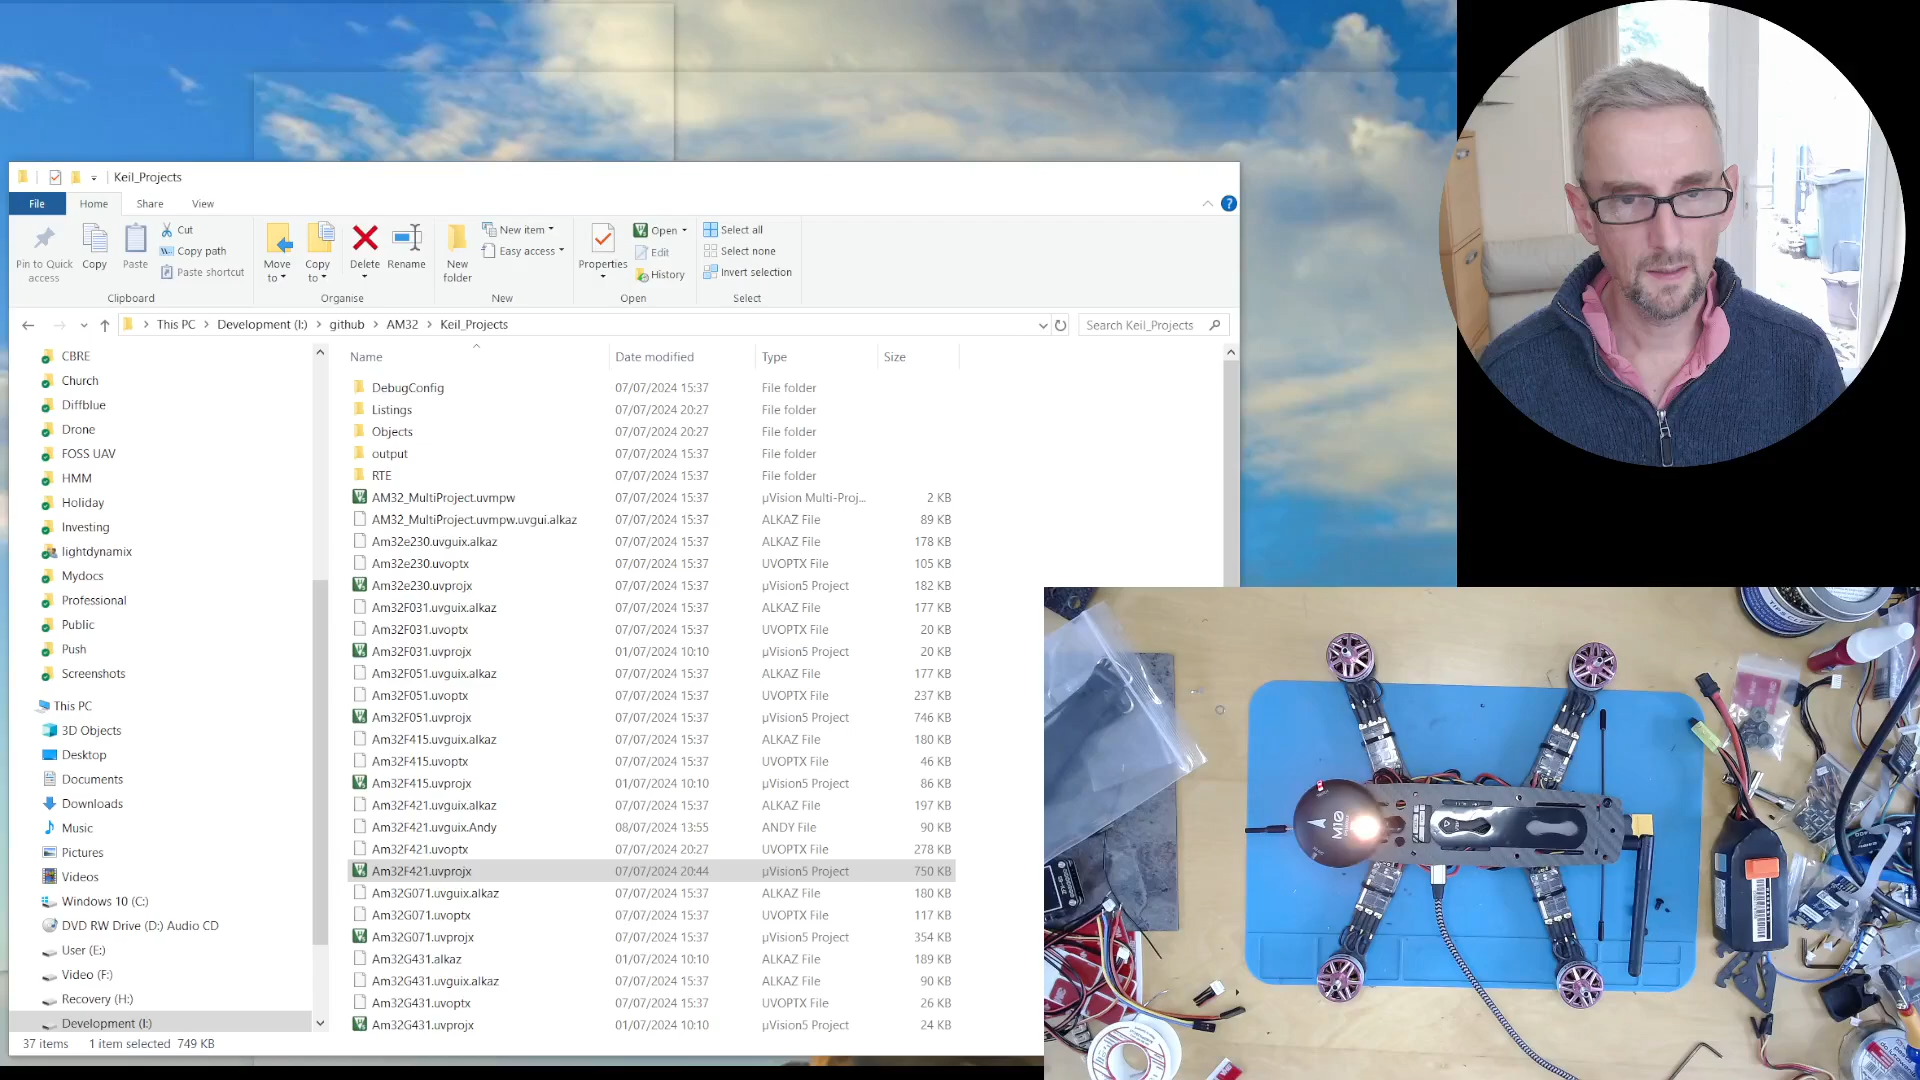 Keil_Projects
File
Home
Share
View
Pin to Quick access
Copy
Paste
Cut
Copy path
Paste shortcut
Clipboard
Move to
Copy to
Delete
Rename
Organise
New folder
New item
Easy access
New
Properties
Open
Edit
History
Open
Select all
Select none
Invert selection
Select
This PC
Development (I:)
github
AM32
Keil_Projects
Search Keil_Projects
CBRE
Church
Diffblue
Drone
FOSS UAV
HMM
Holiday
Investing
lightdynamix
Mydocs
Professional
Public
Push
Screenshots
This PC
3D Objects
Desktop
Documents
Downloads
Music
Pictures
Videos
Windows 10 (C:)
DVD RW Drive (D:) Audio CD
User (E:)
Video (F:)
Recovery (H:)
Development (I:)
Name Date modified Type Size
DebugConfig 07/07/2024 15:37 File folder
Listings 07/07/2024 20:27 File folder
Objects 07/07/2024 20:27 File folder
output 07/07/2024 15:37 File folder
RTE 07/07/2024 15:37 File folder
AM32_MultiProject.uvmpw 07/07/2024 15:37 µVision Multi-Proj... 2 KB
AM32_MultiProject.uvmpw.uvgui.alkaz 07/07/2024 15:37 ALKAZ File 89 KB
Am32e230.uvguix.alkaz 07/07/2024 15:37 ALKAZ File 178 KB
Am32e230.uvoptx 07/07/2024 15:37 UVOPTX File 105 KB
Am32e230.uvprojx 07/07/2024 15:37 µVision5 Project 182 KB
Am32F031.uvguix.alkaz 07/07/2024 15:37 ALKAZ File 177 KB
Am32F031.uvoptx 07/07/2024 15:37 UVOPTX File 20 KB
Am32F031.uvprojx 01/07/2024 10:10 µVision5 Project 20 KB
Am32F051.uvguix.alkaz 07/07/2024 15:37 ALKAZ File 177 KB
Am32F051.uvoptx 07/07/2024 15:37 UVOPTX File 237 KB
Am32F051.uvprojx 07/07/2024 15:37 µVision5 Project 746 KB
Am32F415.uvguix.alkaz 07/07/2024 15:37 ALKAZ File 180 KB
Am32F415.uvoptx 07/07/2024 15:37 UVOPTX File 46 KB
Am32F415.uvprojx 01/07/2024 10:10 µVision5 Project 86 KB
Am32F421.uvguix.alkaz 07/07/2024 15:37 ALKAZ File 197 KB
Am32F421.uvguix.Andy 08/07/2024 13:55 ANDY File 90 KB
Am32F421.uvoptx 07/07/2024 20:27 UVOPTX File 278 KB
Am32F421.uvprojx 07/07/2024 20:44 µVision5 Project 750 KB
Am32G071.uvguix.alkaz 07/07/2024 15:37 ALKAZ File 180 KB
Am32G071.uvoptx 07/07/2024 15:37 UVOPTX File 117 KB
Am32G071.uvprojx 07/07/2024 15:37 µVision5 Project 354 KB
Am32G431.alkaz 01/07/2024 10:10 ALKAZ File 189 KB
Am32G431.uvguix.alkaz 07/07/2024 15:37 ALKAZ File 90 KB
Am32G431.uvoptx 07/07/2024 15:37 UVOPTX File 26 KB
Am32G431.uvprojx 01/07/2024 10:10 µVision5 Project 24 KB
37 items 1 item selected 749 KB
M10